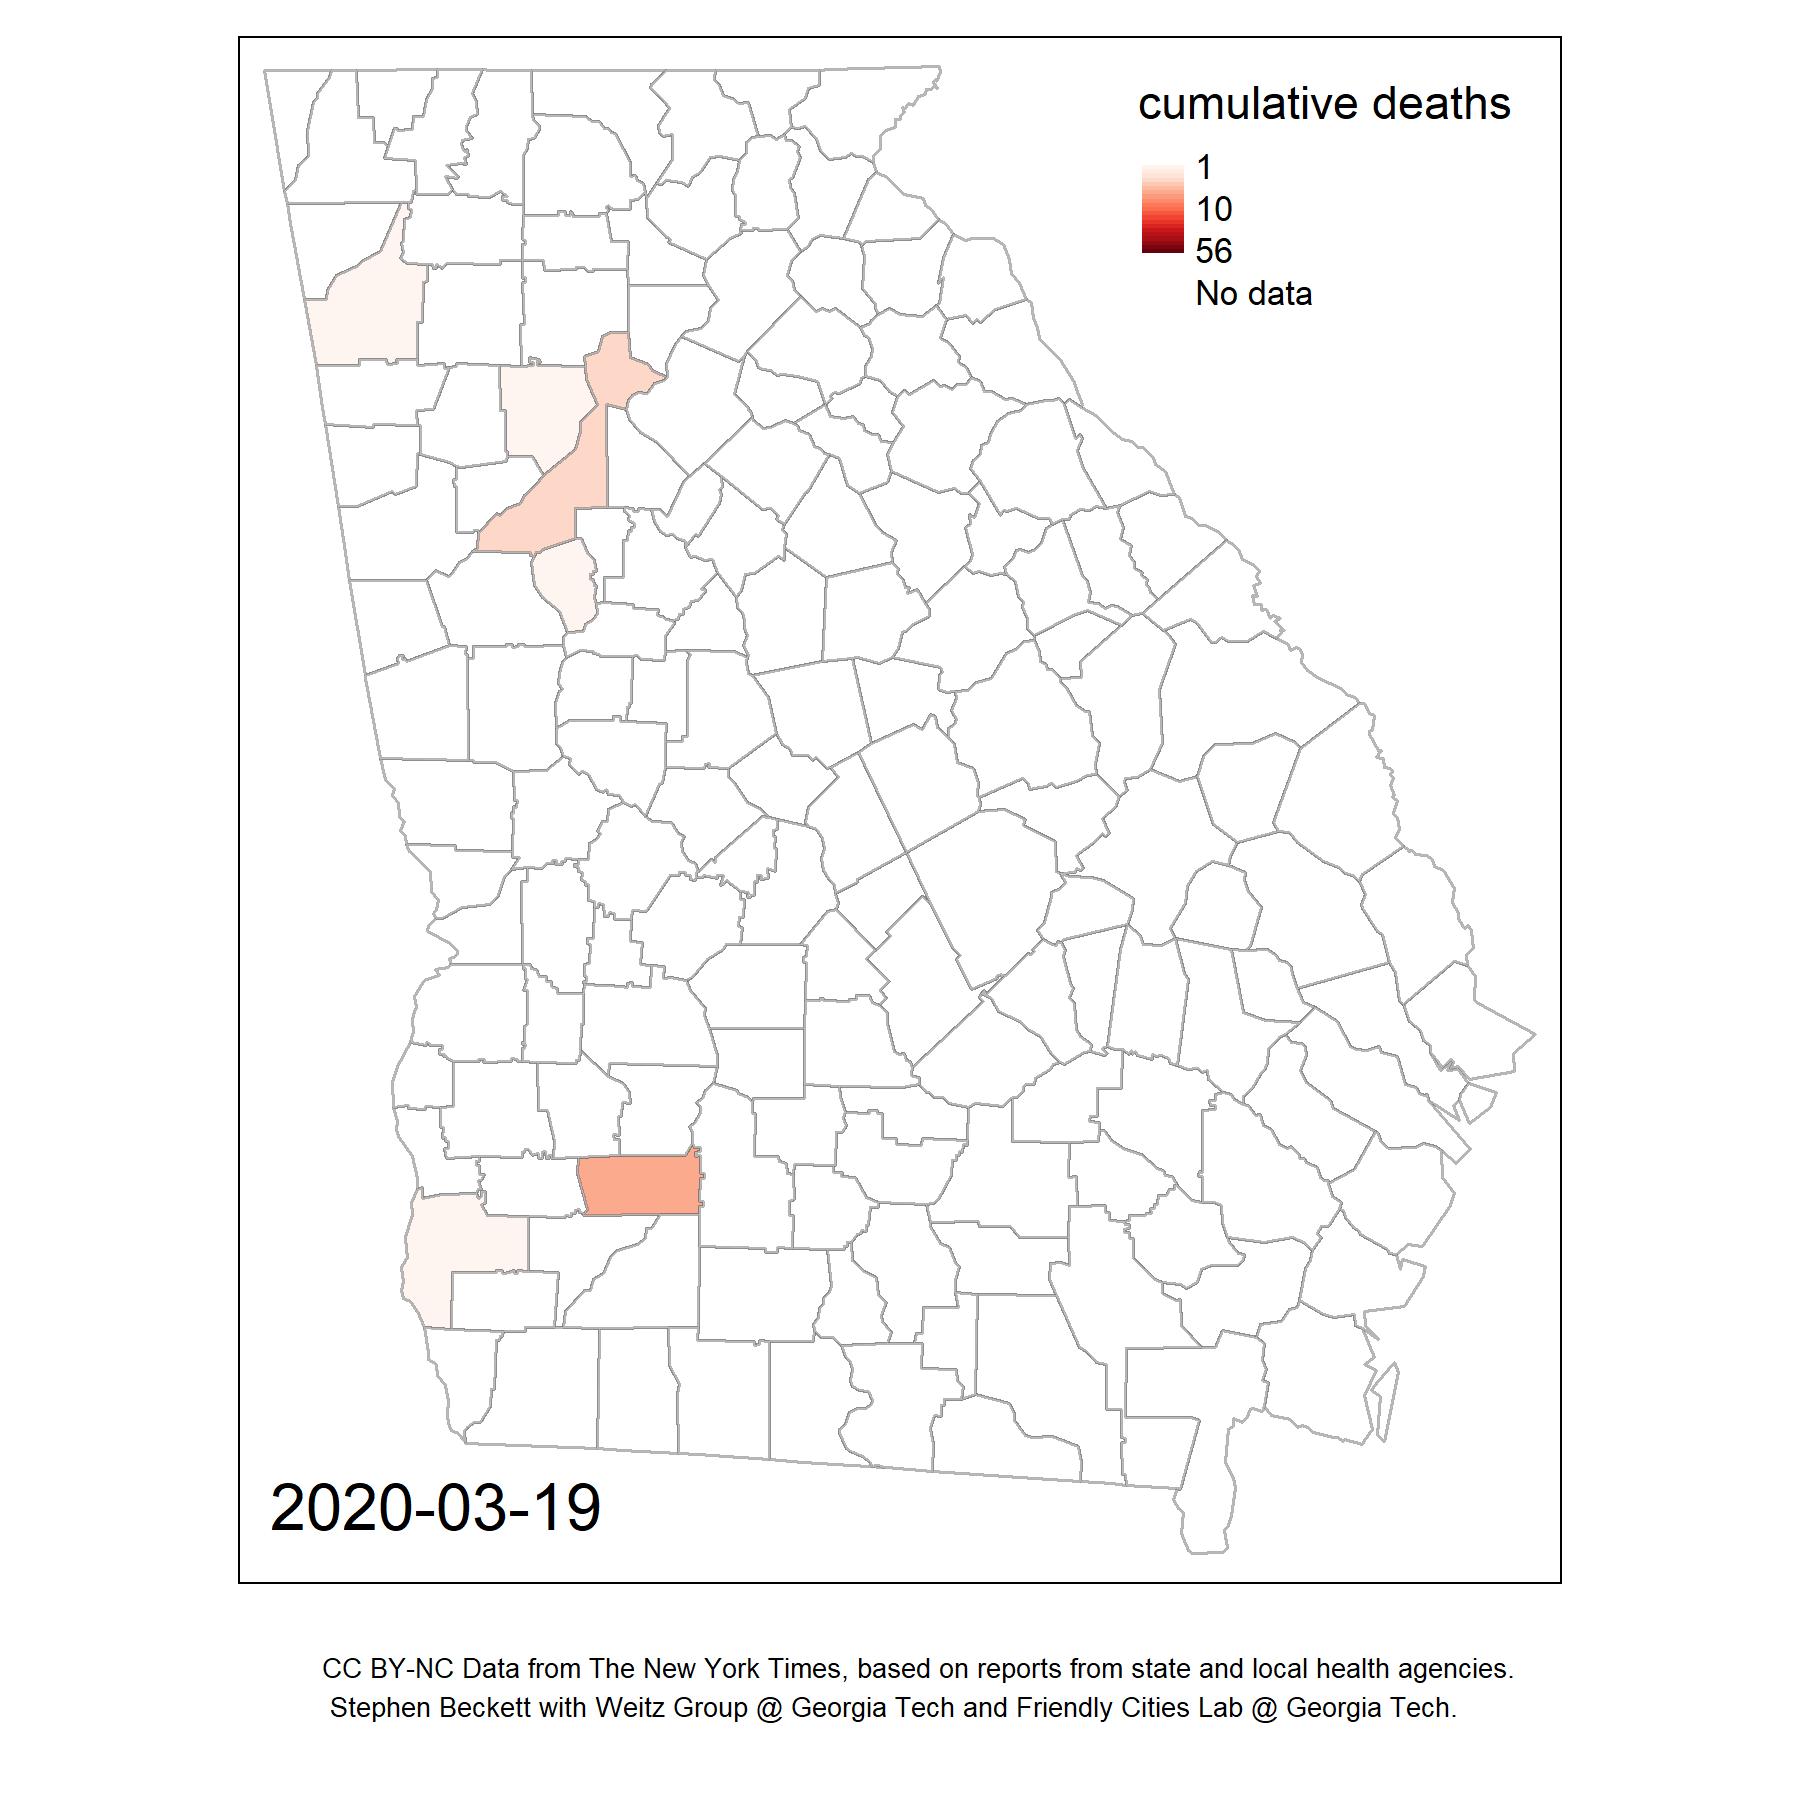 cumulative deaths
1
10
56
No data
2020-03-19
CC BY-NC Data from The New York Times, based on reports from state and local health agencies.
Stephen Beckett with Weitz Group @ Georgia Tech and Friendly Cities Lab @ Georgia Tech.